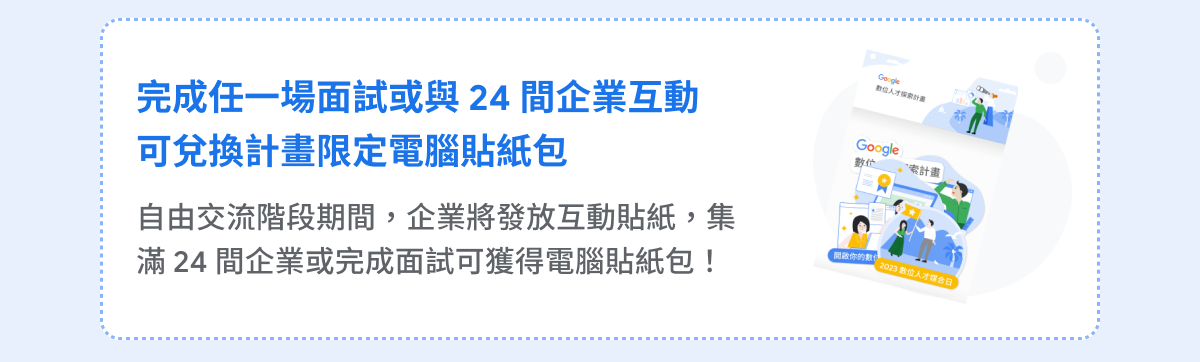 完成任一場面試或與 24 間企業互動
可兌換計畫限定電腦貼紙包
自由交流階段期間，企業將發放互動貼紙，集
滿 24 間企業或完成面試可獲得電腦貼紙包！
Google
數位人才探索計畫
Google
數位
索計畫
開啟你的數位
2023 數位人才媒合日